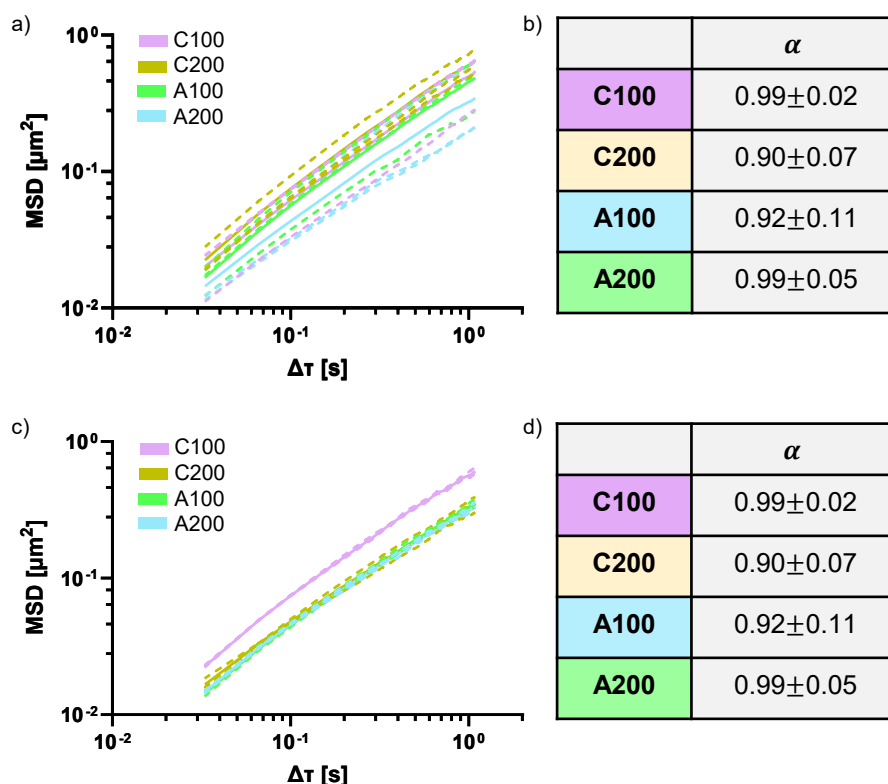 a)
C100
C200
A100
A200
MSD [µm²]
10⁰
10⁻¹
10⁻²
10⁻² 10⁻¹ 10⁰
Δτ [s]
b)
α
C100 0.99±0.02
C200 0.90±0.07
A100 0.92±0.11
A200 0.99±0.05
c)
C100
C200
A100
A200
MSD [µm²]
10⁰
10⁻¹
10⁻²
10⁻² 10⁻¹ 10⁰
Δτ [s]
d)
α
C100 0.99±0.02
C200 0.90±0.07
A100 0.92±0.11
A200 0.99±0.05